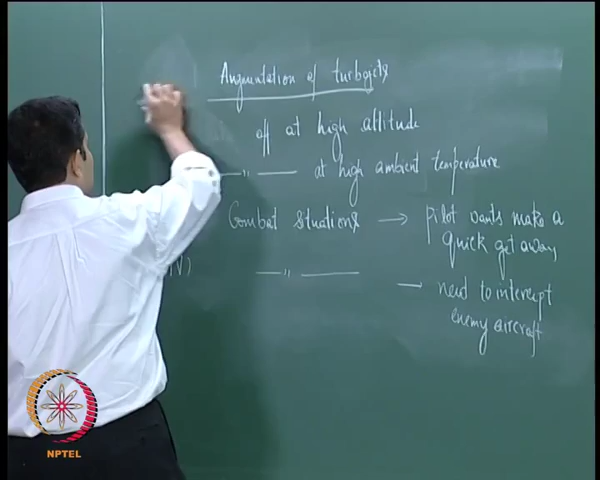 Augmentation of turbojets
off at high altitude
—— " —— at high ambient temperature
Combat situations → pilot wants make a
quick get away
IV) —— " —— — need to intercept
enemy aircraft
NPTEL